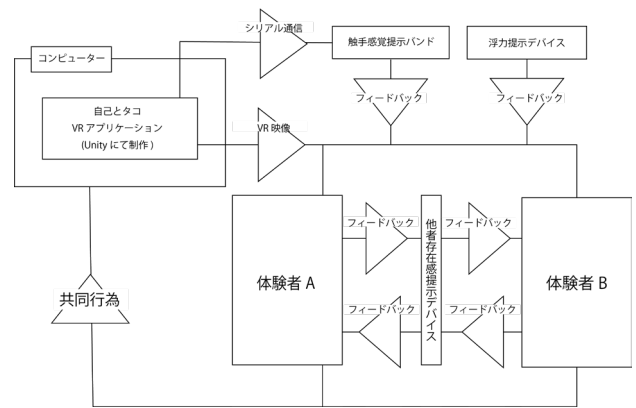 シリアル通信
触手感覚提示バンド
浮力提示デバイス
コンピューター
フィードバック
フィードバック
自己とタコ
VR アプリケーション
(Unity にて制作 )
VR 映像
フィードバック
フィードバック
体験者 A
他者存在感提示デバイス
体験者 B
共同行為
フィードバック
フィードバック